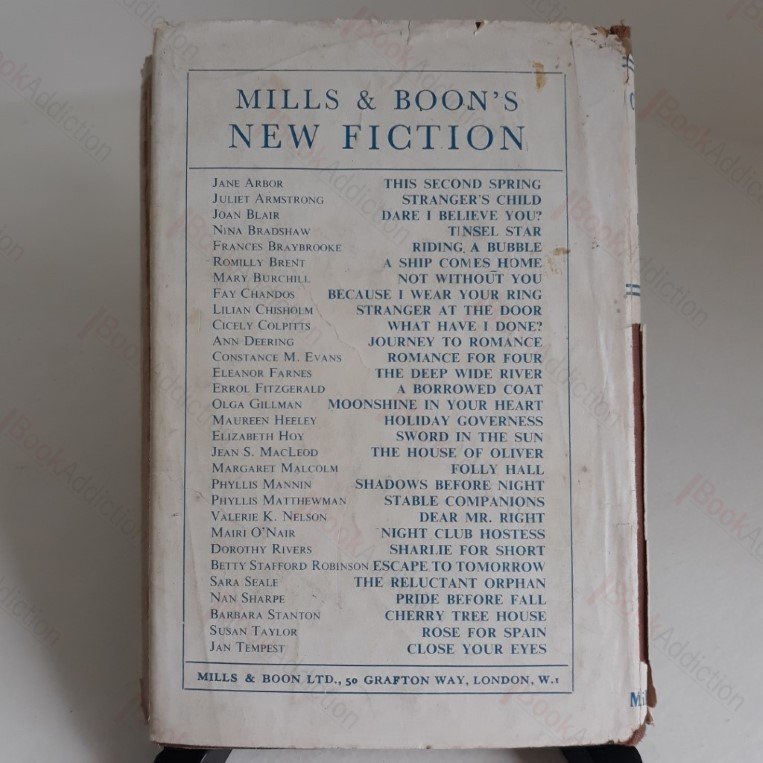 MILLS & BOON'S
NEW FICTION
JANE ARBOR THIS SECOND SPRING
JULIET ARMSTRONG STRANGER'S CHILD
JOAN BLAIR DARE I BELIEVE YOU?
NINA BRADSHAW TINSEL STAR
FRANCES BRAYBROOKE RIDING A BUBBLE
ROMILLY BRENT A SHIP COMES HOME
MARY BURCHILL NOT WITHOUT YOU
FAY CHANDOS BECAUSE I WEAR YOUR RING
LILIAN CHISHOLM STRANGER AT THE DOOR
CICELY COLPITTS WHAT HAVE I DONE?
ANN DEERING JOURNEY TO ROMANCE
CONSTANCE M. EVANS ROMANCE FOR FOUR
ELEANOR FARNES THE DEEP WIDE RIVER
ERROL FITZGERALD A BORROWED COAT
OLGA GILLMAN MOONSHINE IN YOUR HEART
MAUREEN HEELEY HOLIDAY GOVERNESS
ELIZABETH HOY SWORD IN THE SUN
JEAN S. MACLEOD THE HOUSE OF OLIVER
MARGARET MALCOLM FOLLY HALL
PHYLLIS MANNIN SHADOWS BEFORE NIGHT
PHYLLIS MATTHEWMAN STABLE COMPANIONS
VALERIE K. NELSON DEAR MR. RIGHT
MAIRI O'NAIR NIGHT CLUB HOSTESS
DOROTHY RIVERS SHARLIE FOR SHORT
BETTY STAFFORD ROBINSON ESCAPE TO TOMORROW
SARA SEALE THE RELUCTANT ORPHAN
NAN SHARPE PRIDE BEFORE FALL
BARBARA STANTON CHERRY TREE HOUSE
SUSAN TAYLOR ROSE FOR SPAIN
JAN TEMPEST CLOSE YOUR EYES
MILLS & BOON LTD., 50 GRAFTON WAY, LONDON, W.1
BookAddiction